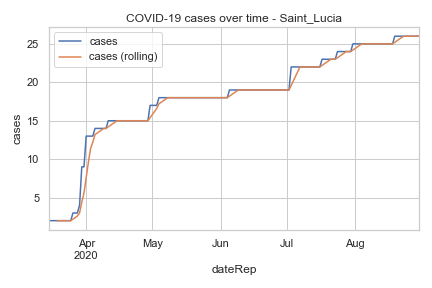 COVID-19 cases over time - Saint_Lucia
cases
cases (rolling)
cases
25
20
15
10
5
Apr
2020
May
Jun
Jul
Aug
dateRep